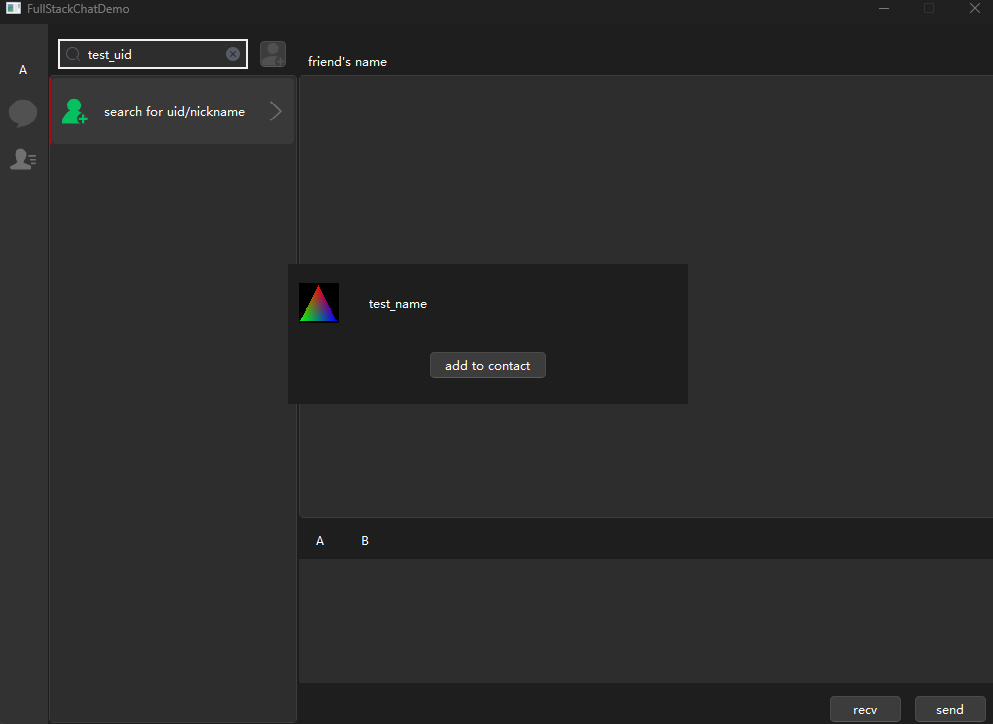 FullStackChatDemo
A
test_uid
friend's name
search for uid/nickname
test_name
add to contact
A B
recv send